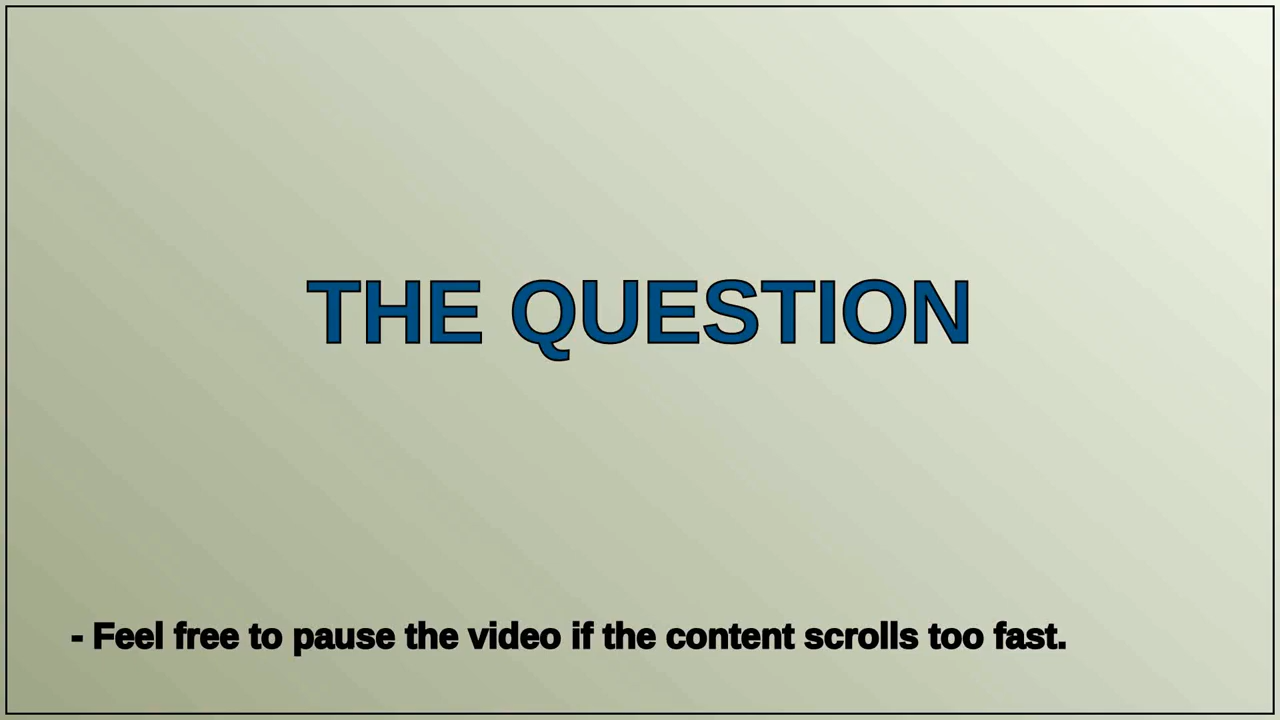 THE QUESTION
- Feel free to pause the video if the content scrolls too fast.